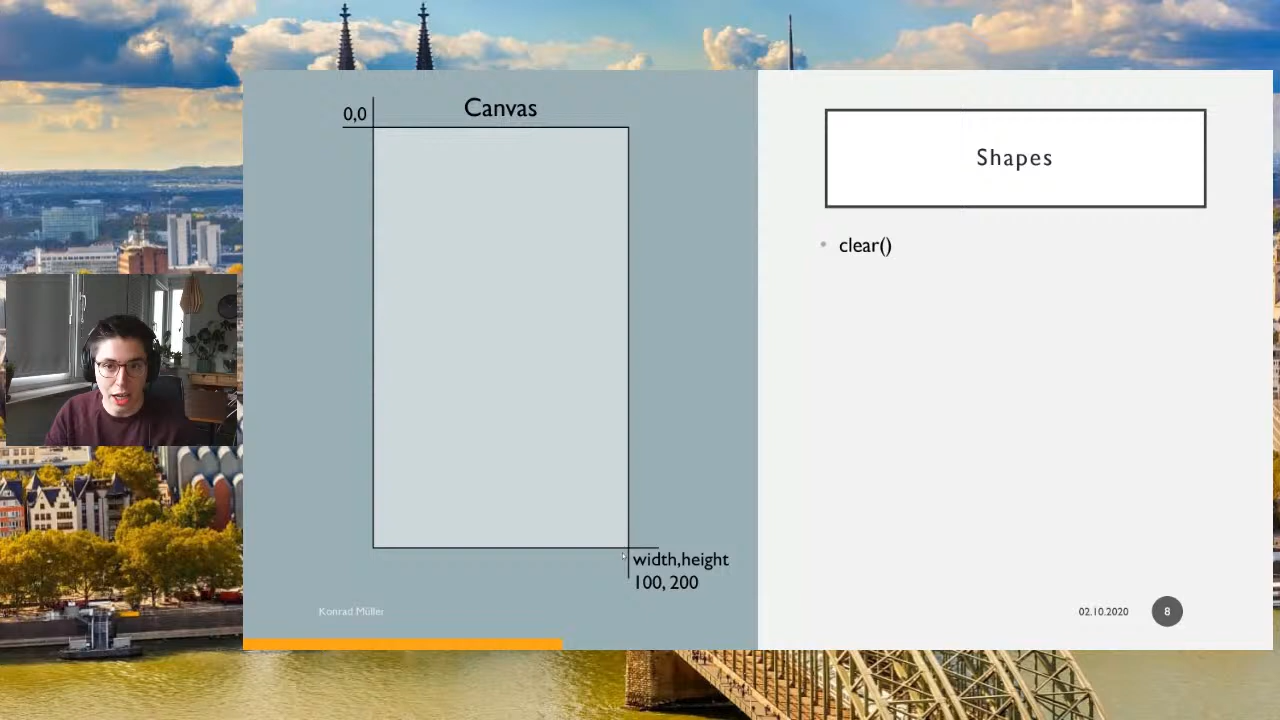 0,0
Canvas
width,height
100, 200
Konrad Müller
Shapes
clear()
02.10.2020
8